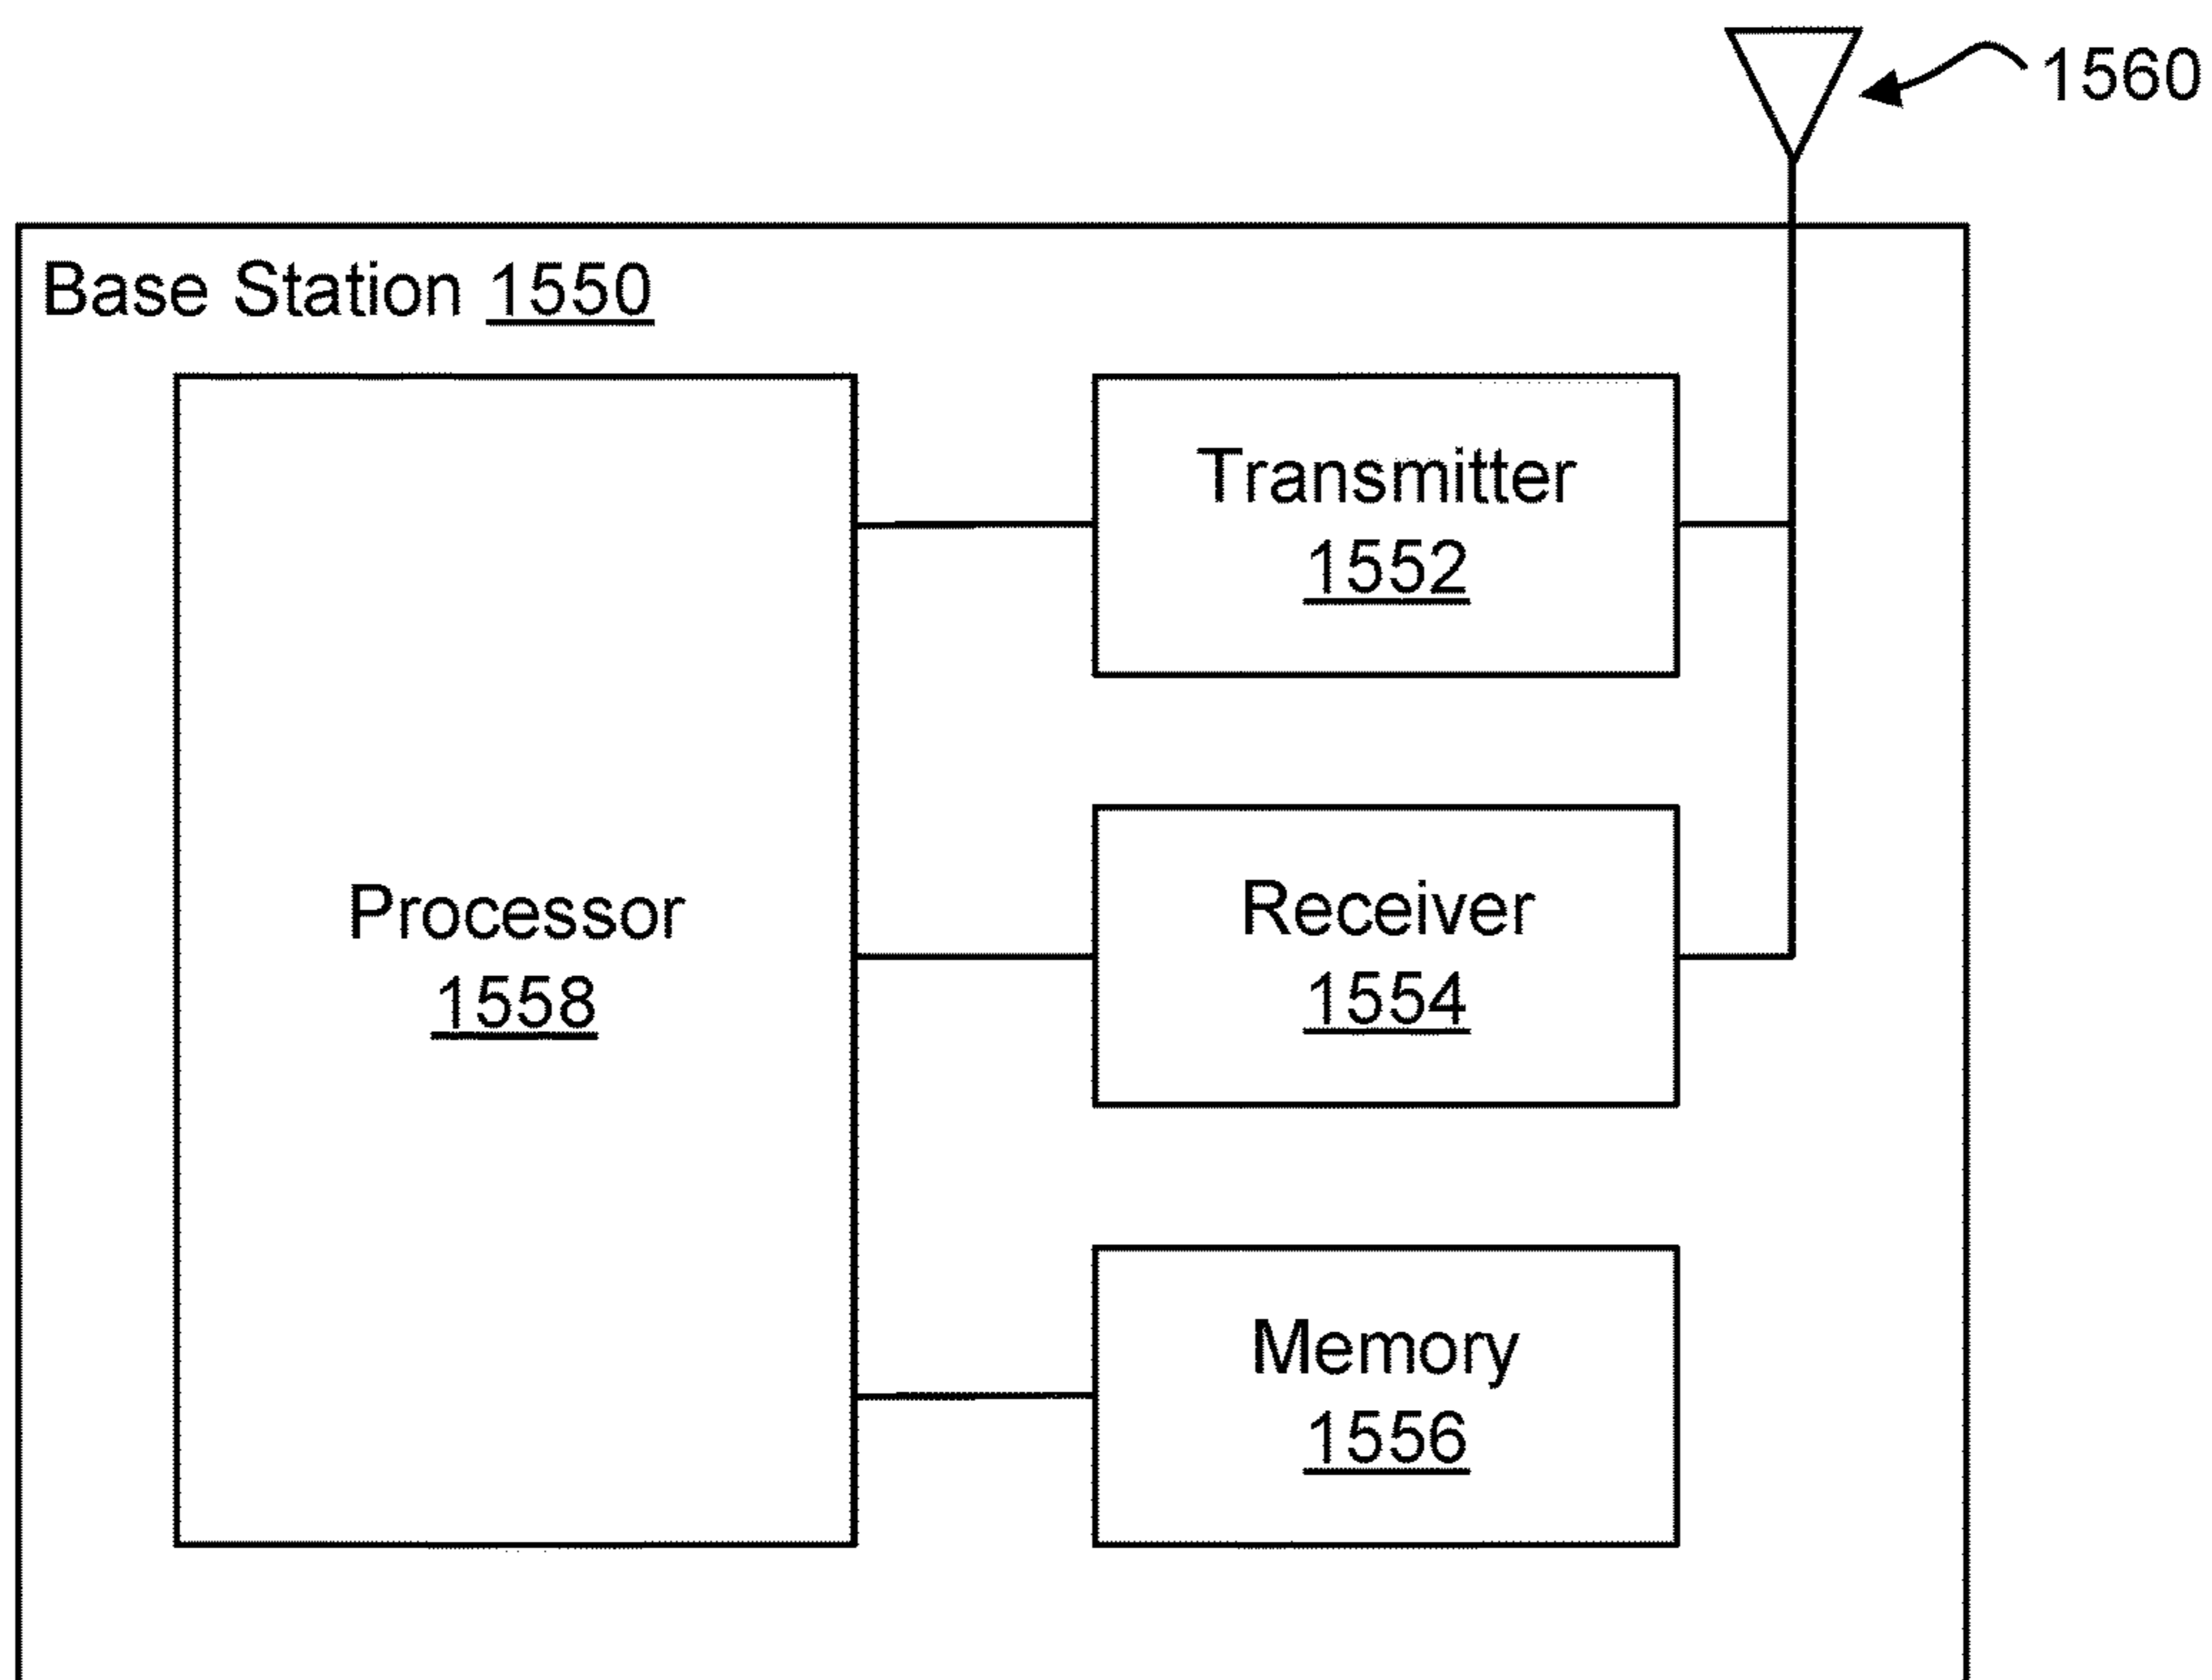 1560
Base Station 1550
Transmitter
1552
Processor
1558
Receiver
1554
Memory
1556